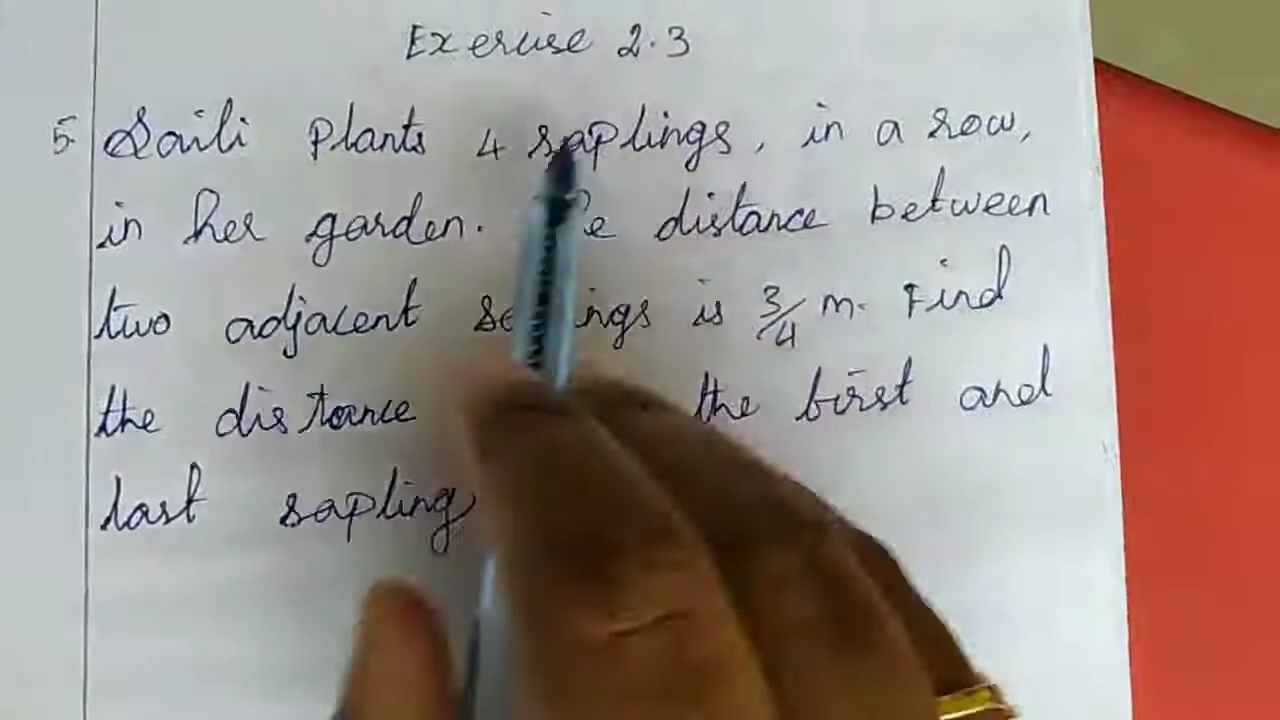 Exercise 2.3
5. Saili Plants 4 saplings, in a row,
in her garden. distance between
two adjacent is 3/4 m. Find
the distance the first and
last sapling